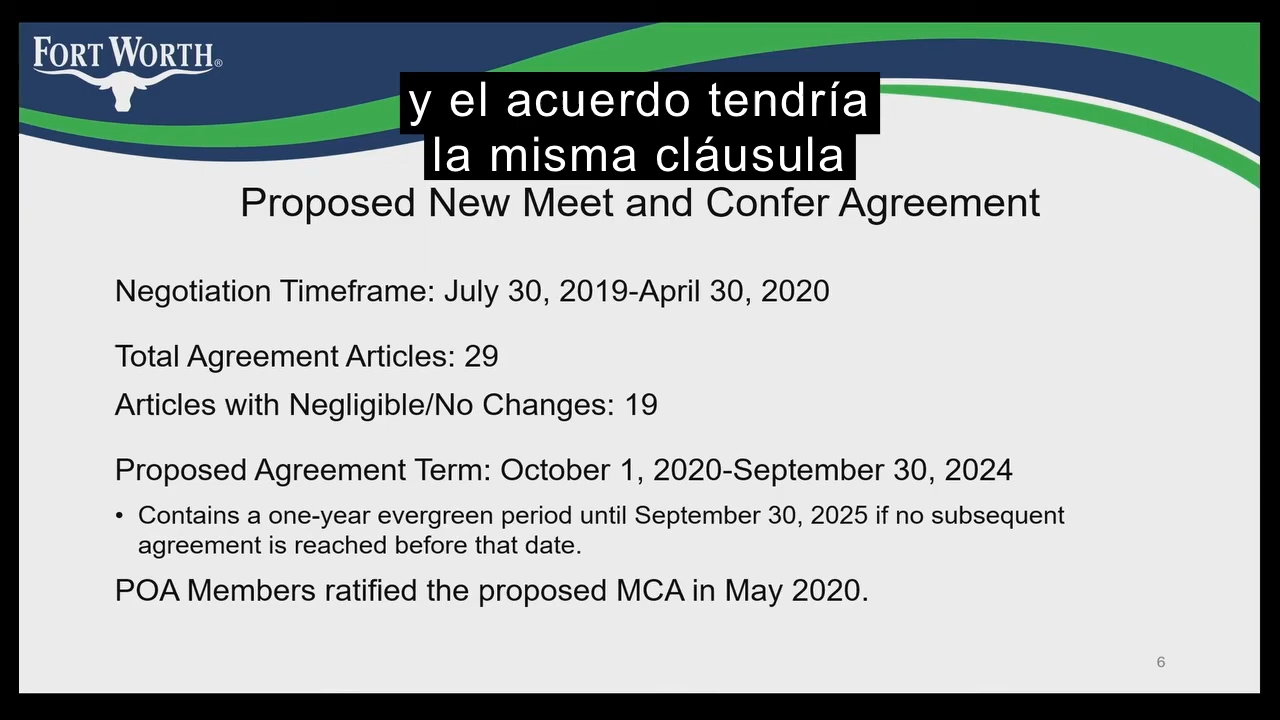 FORT WORTH®
y el acuerdo tendría
la misma cláusula
Proposed New Meet and Confer Agreement
Negotiation Timeframe: July 30, 2019-April 30, 2020
Total Agreement Articles: 29
Articles with Negligible/No Changes: 19
Proposed Agreement Term: October 1, 2020-September 30, 2024
• Contains a one-year evergreen period until September 30, 2025 if no subsequent
agreement is reached before that date.
POA Members ratified the proposed MCA in May 2020.
6